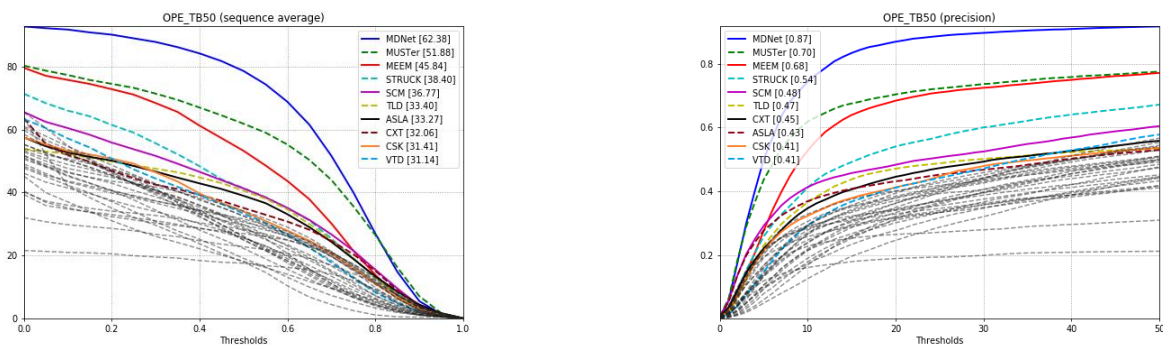 OPE_TB50 (sequence average)
MDNet [62.38]
MUSTer [51.88]
MEEM [45.84]
STRUCK [38.40]
SCM [36.77]
TLD [33.40]
ASLA [33.27]
CXT [32.06]
CSK [31.41]
VTD [31.14]
80
60
40
20
0
0.0 0.2 0.4 0.6 0.8 1.0
Thresholds
OPE_TB50 (precision)
MDNet [0.87]
MUSTer [0.70]
MEEM [0.68]
STRUCK [0.54]
SCM [0.48]
TLD [0.47]
CXT [0.45]
ASLA [0.43]
CSK [0.41]
VTD [0.41]
0.8
0.6
0.4
0.2
0 10 20 30 40 50
Thresholds